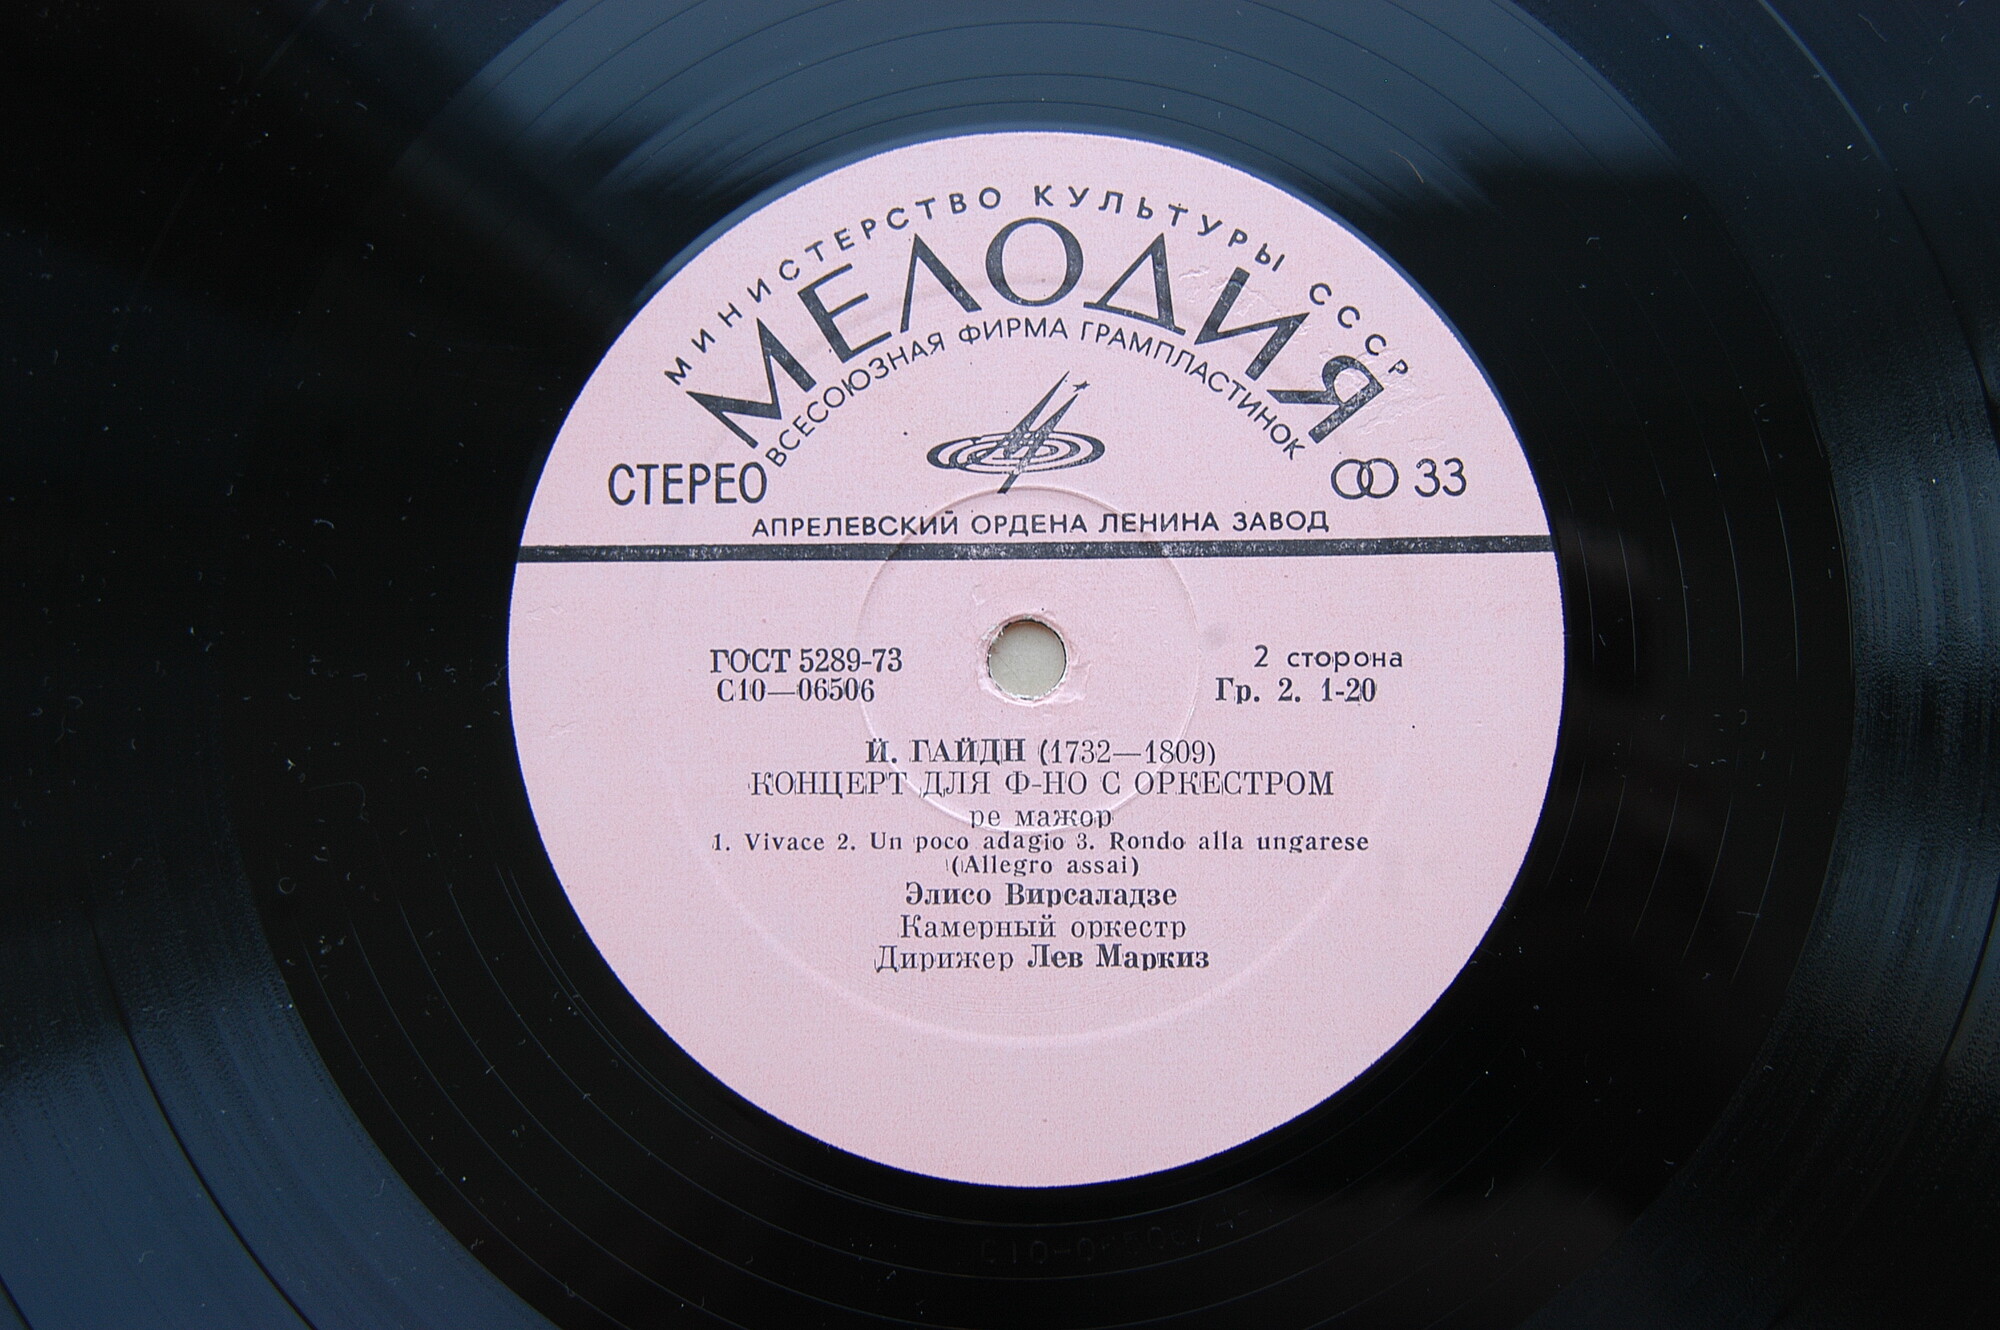 МИНИСТЕРСТВО КУЛЬТУРЫ СССР
МЕЛОДИЯ
ВСЕСОЮЗНАЯ ФИРМА ГРАМПЛАСТИНОК
СТЕРЕО
33
АПРЕЛЕВСКИЙ ОРДЕНА ЛЕНИНА ЗАВОД
ГОСТ 5289-73
2 сторона
С10—06506
Гр. 2. 1-20
Й. ГАЙДН (1732—1809)
КОНЦЕРТ ДЛЯ Ф-НО С ОРКЕСТРОМ
ре мажор
1. Vivace 2. Un poco adagio 3. Rondo alla ungarese
(Allegro assai)
Элисо Вирсаладзе
Камерный оркестр
Дирижер Лев Маркиз